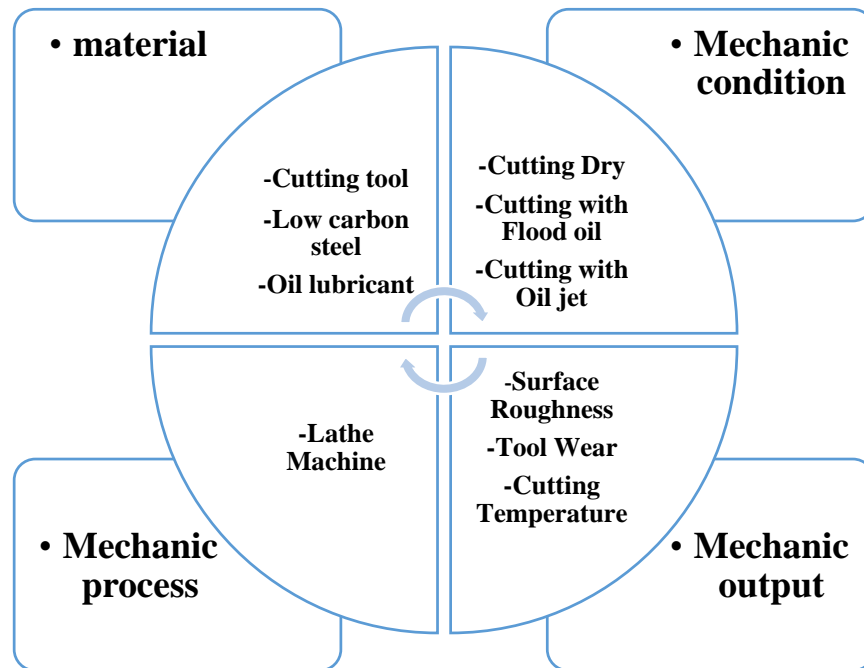 • material
-Cutting tool
-Low carbon
steel
-Oil lubricant
• Mechanic
condition
-Cutting Dry
-Cutting with
Flood oil
-Cutting with
Oil jet
-Lathe
Machine
• Mechanic
process
-Surface
Roughness
-Tool Wear
-Cutting
Temperature
• Mechanic
output